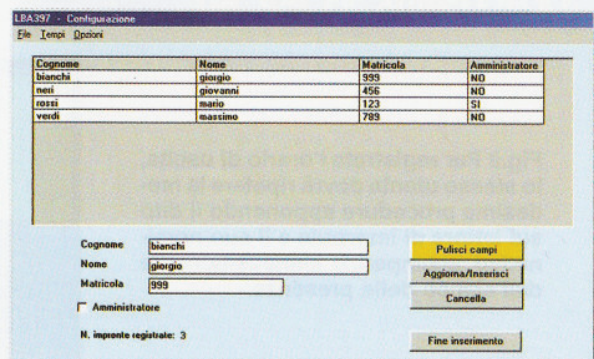 LBA397 - Configurazione
File Tempi Opzioni
Cognome Nome Matricola Amministratore
bianchi giorgio 999 NO
neri giovanni 456 NO
rossi mario 123 SI
verdi massimo 789 NO
Cognome bianchi
Nome giorgio
Matricola 999
Amministratore
N. impronte registrate: 3
Pulisci campi
Aggiorna/Inserisci
Cancella
Fine inserimento